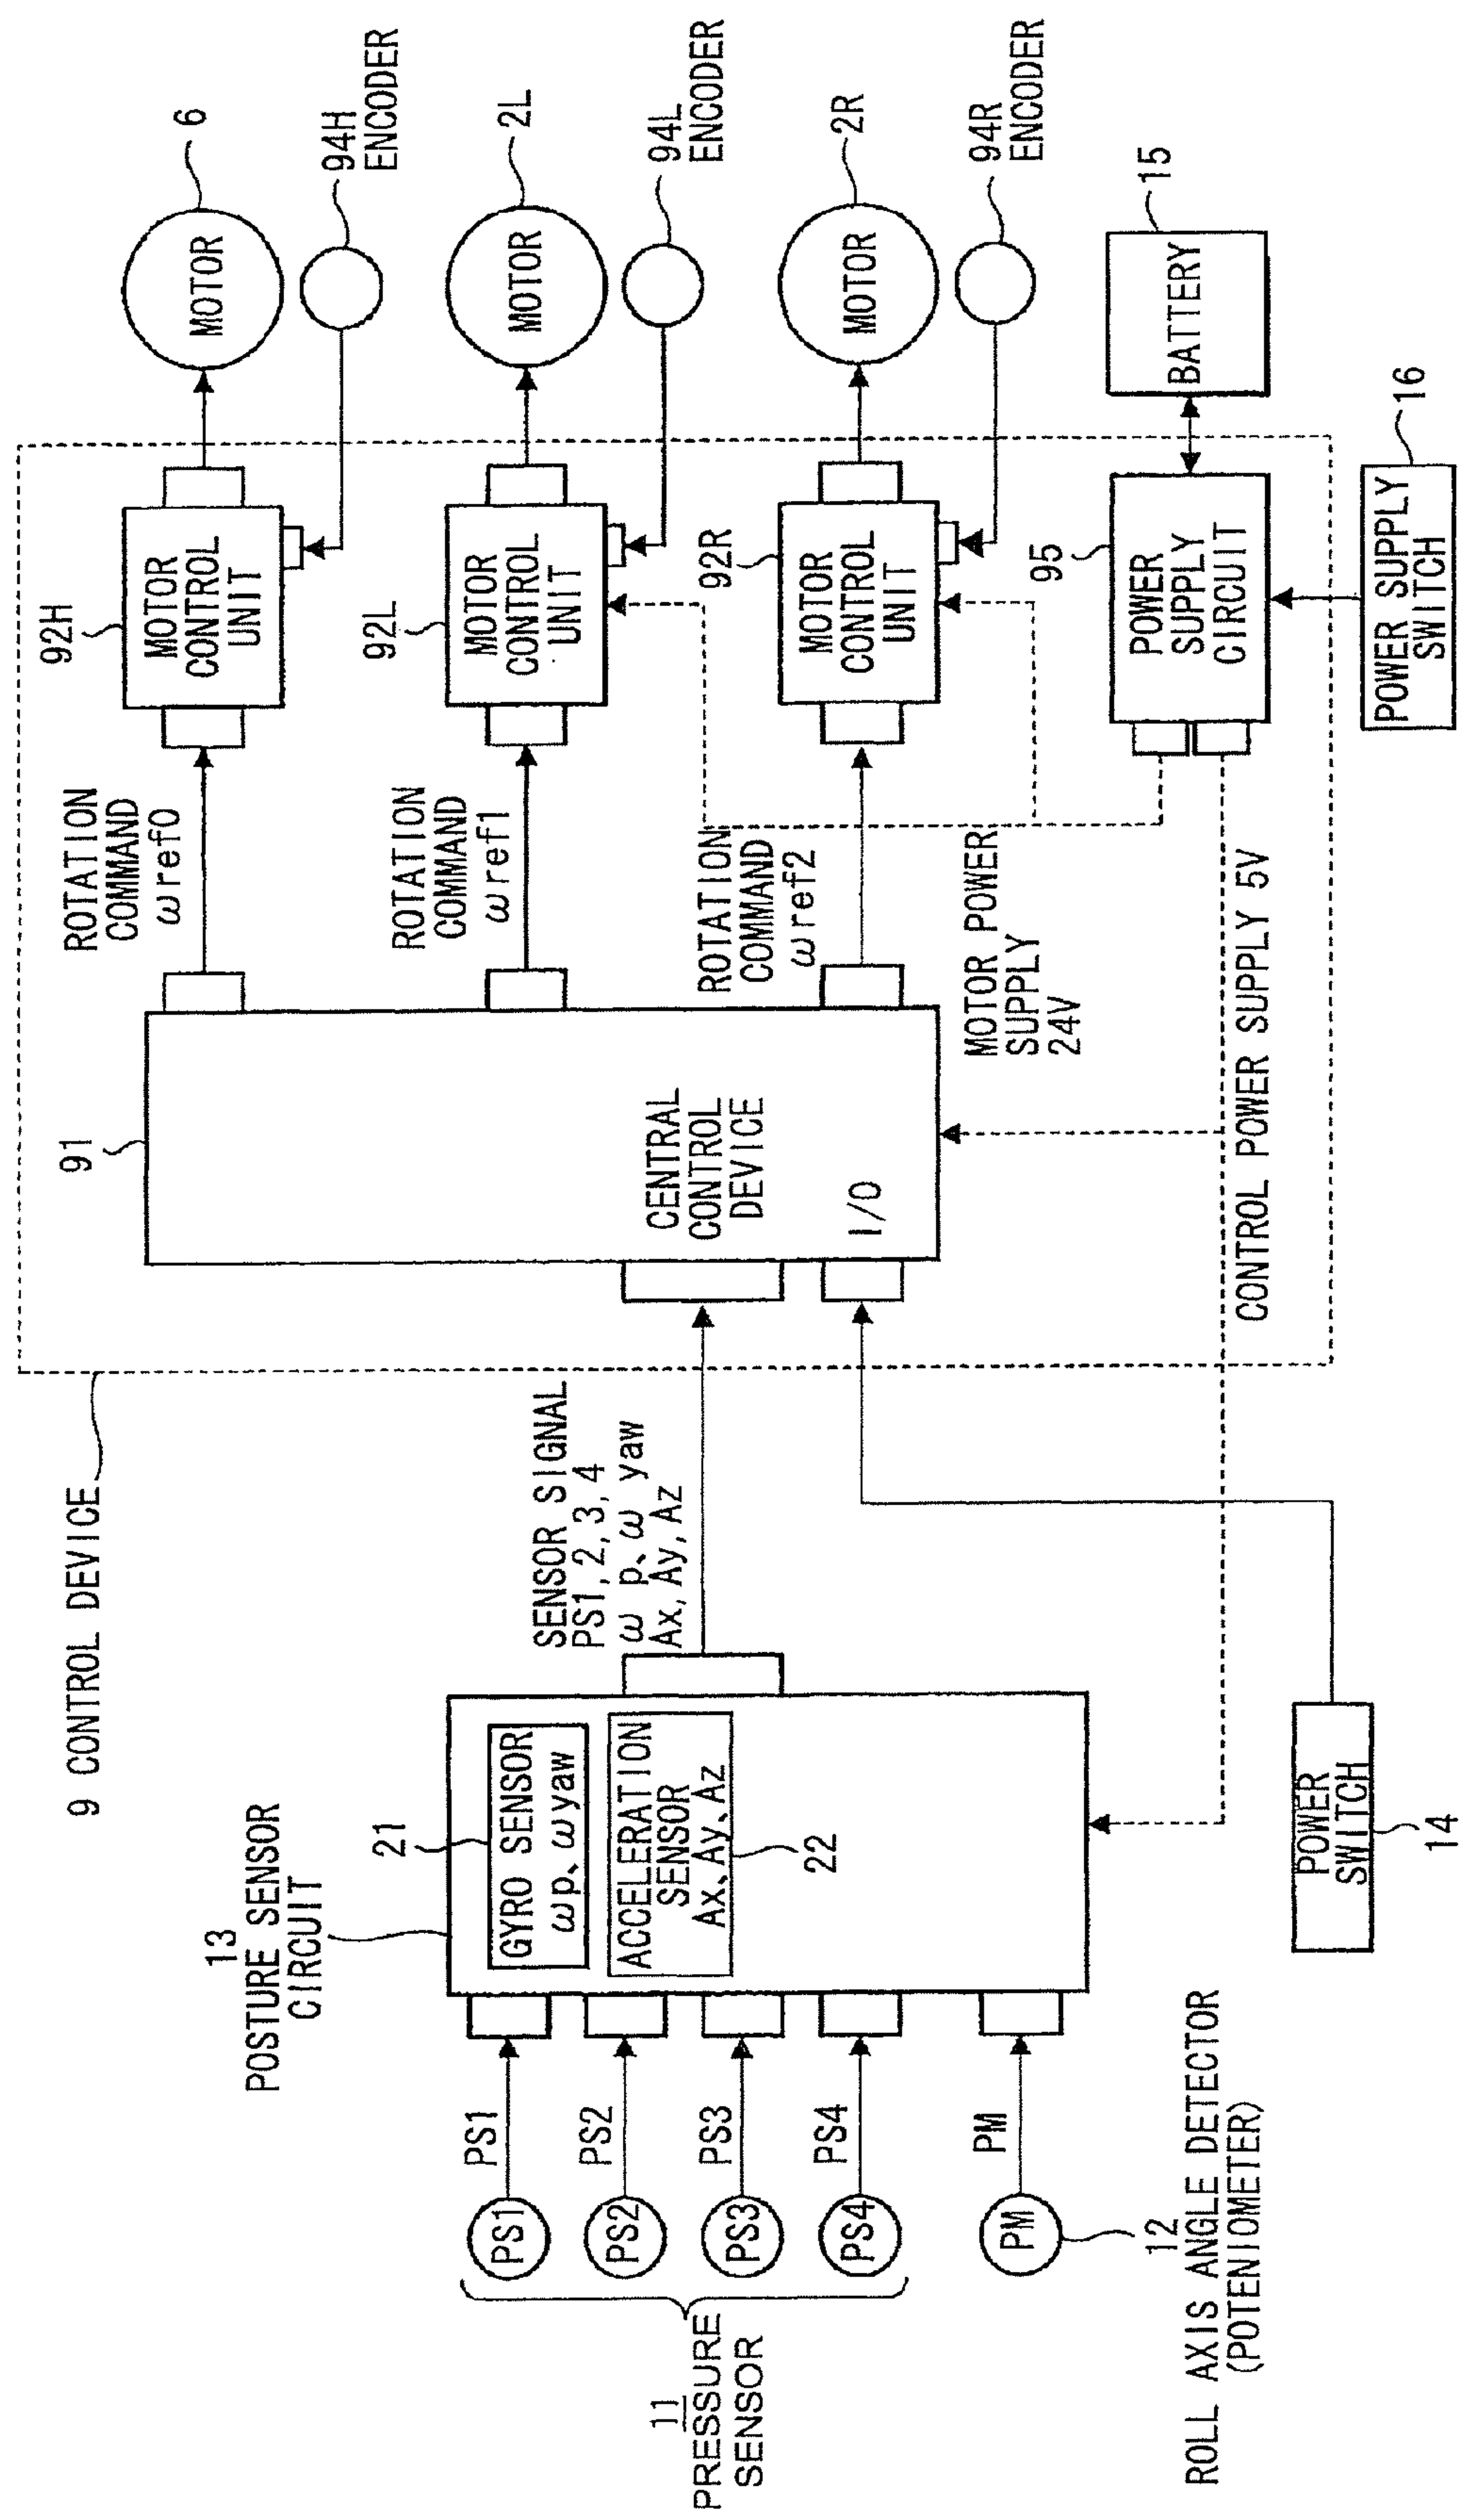 9 CONTROL DEVICE
91
92H
ROTATION
COMMAND
ωref0
MOTOR
CONTROL
UNIT
MOTOR
6
94H
ENCODER
92L
ROTATION
COMMAND
ωref1
MOTOR
CONTROL
UNIT
MOTOR
2L
94L
ENCODER
92R
ROTATION
COMMAND
ωref2
MOTOR
CONTROL
UNIT
MOTOR
2R
94R
ENCODER
CENTRAL
CONTROL
DEVICE
I/O
MOTOR POWER
SUPPLY
24V
95
POWER
SUPPLY
CIRCUIT
BATTERY
15
CONTROL POWER SUPPLY 5V
POWER SUPPLY
SWITCH
16
13
POSTURE SENSOR
CIRCUIT
21
GYRO SENSOR
ωp、ωyaw
ACCELERATION
SENSOR
Ax、Ay、Az
22
SENSOR SIGNAL
PS1, 2, 3, 4
ω p、ω yaw
Ax, Ay, Az
PS1
PS1
PS2
PS2
PS3
PS3
PS4
PS4
PM
PM
11
PRESSURE
SENSOR
12
ROLL AXIS ANGLE DETECTOR
(POTENIOMETER)
POWER
SWITCH
14